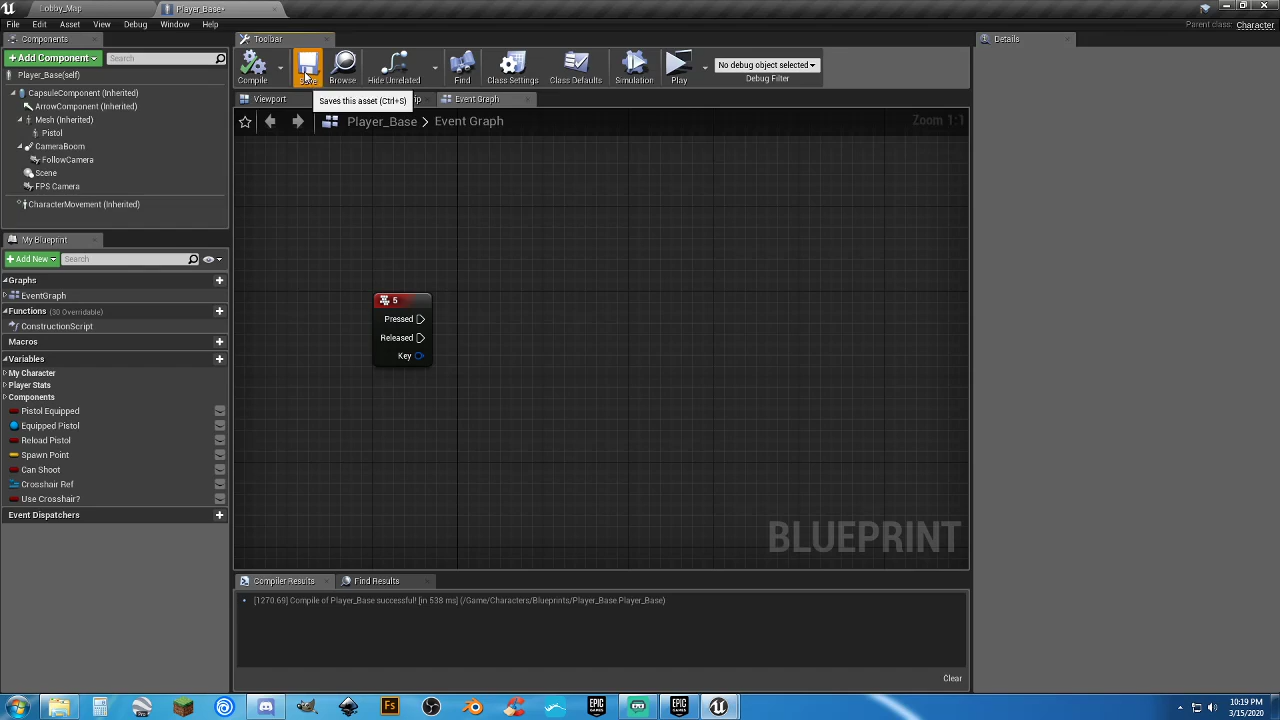 Lobby_Map
Player_Base*
File Edit Asset View Debug Window Help
Parent class: Character
Components
Toolbar
Details
+Add Component
Search
Player_Base(self)
CapsuleComponent (Inherited)
ArrowComponent (Inherited)
Mesh (Inherited)
Pistol
CameraBoom
FollowCamera
Scene
FPS Camera
CharacterMovement (Inherited)
Compile
Save
Browse
Hide Unrelated
Find
Class Settings
Class Defaults
Simulation
Play
No debug object selected
Debug Filter
Viewport
Event Graph
Saves this asset (Ctrl+S)
Player_Base > Event Graph
Zoom 1:1
My Blueprint
+Add New
Search
Graphs
EventGraph
Functions (30 Overridable)
ConstructionScript
Macros
Variables
My Character
Player Stats
Components
Pistol Equipped
Equipped Pistol
Reload Pistol
Spawn Point
Can Shoot
Crosshair Ref
Use Crosshair?
Event Dispatchers
5
Pressed
Released
Key
BLUEPRINT
Compiler Results
Find Results
[1270.69] Compile of Player_Base successful! [in 538 ms] (/Game/Characters/Blueprints/Player_Base.Player_Base)
Clear
Pro
Fs
EPIC GAMES
EPIC GAMES
10:19 PM
3/15/2020